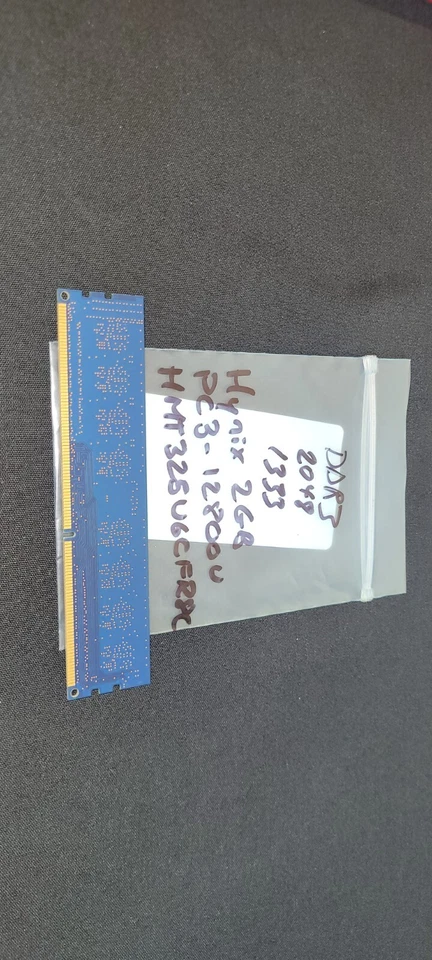 DDR3
2048
1333
Hynix 2GB
PC3-12800U
HMT325U6CFR8C